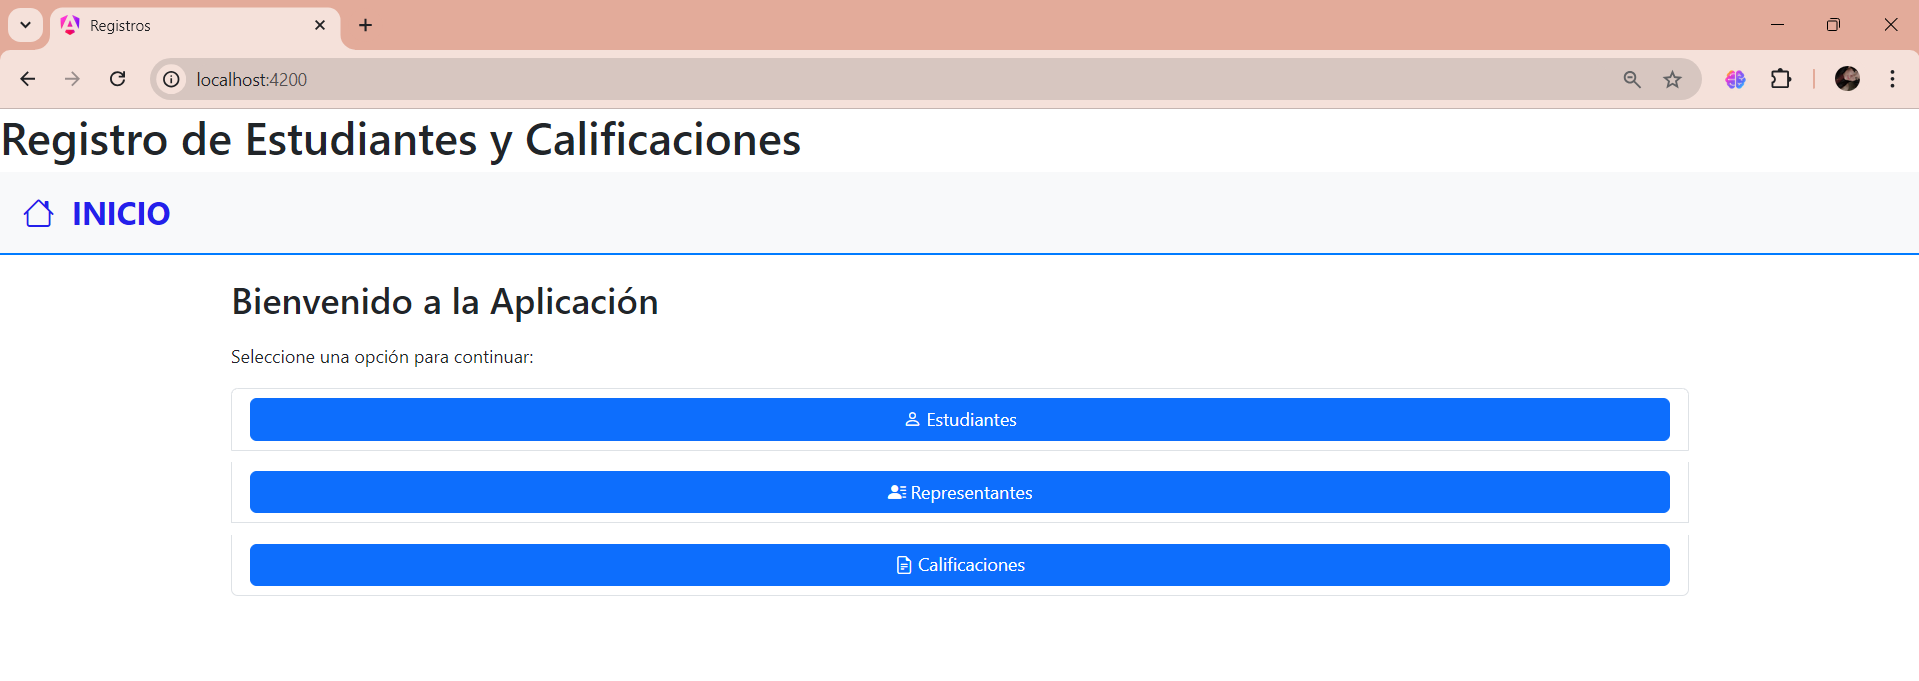 Registros
localhost:4200
Registro de Estudiantes y Calificaciones
INICIO
Bienvenido a la Aplicación
Seleccione una opción para continuar:
Estudiantes
Representantes
Calificaciones